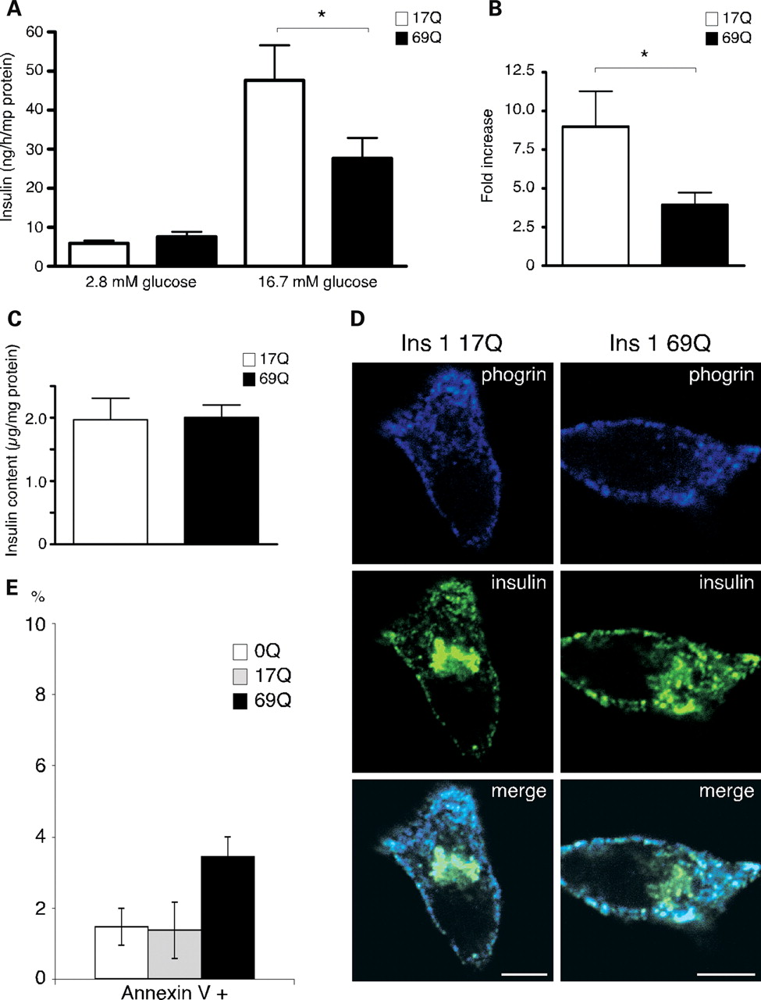 A
17Q
69Q
*
60
50
40
30
20
10
0
Insulin (ng/h/mp protein)
2.8 mM glucose
16.7 mM glucose
B
17Q
69Q
*
12.5
10.0
7.5
5.0
2.5
0
Fold increase
C
17Q
69Q
2.0
1.0
0
Insulin content (µg/mg protein)
D
Ins 1 17Q
Ins 1 69Q
phogrin
phogrin
insulin
insulin
merge
merge
E
%
10
8
6
4
2
0
0Q
17Q
69Q
Annexin V +